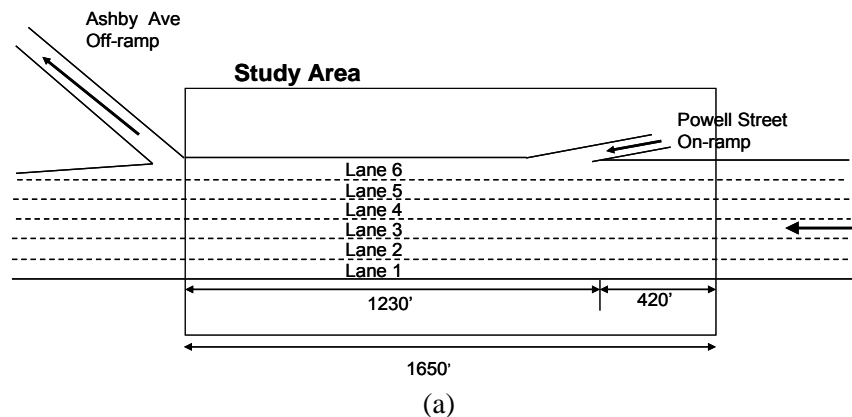 Ashby Ave
Off-ramp
Study Area
Powell Street
On-ramp
Lane 6
Lane 5
Lane 4
Lane 3
Lane 2
Lane 1
1230'
420'
1650'
(a)